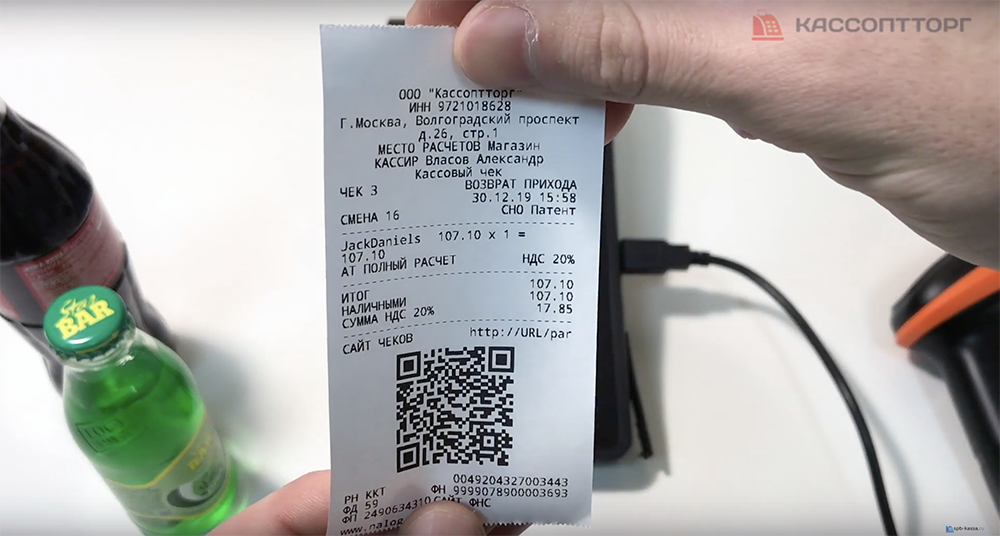 КАССОПТТОРГ
ООО "Кассоптторг"
ИНН 9721018628
Г.Москва, Волгоградский проспект
д.26, стр.1
МЕСТО РАСЧЕТОВ Магазин
КАССИР Власов Александр
Кассовый чек
ЧЕК 3 ВОЗВРАТ ПРИХОДА
30.12.19 15:58
СМЕНА 16 СНО Патент
JackDaniels 107.10 x 1 =
107.10
АТ ПОЛНЫЙ РАСЧЕТ НДС 20%
ИТОГ 107.10
НАЛИЧНЫМИ 107.10
СУММА НДС 20% 17.85
САЙТ ЧЕКОВ http://URL/par
РН ККТ 0049204327003443
ФД 59 ФН 9999078900003693
ФП 2490634310 САЙТ ФНС
www.nalog
Star
BAR
spb-kassa.ru